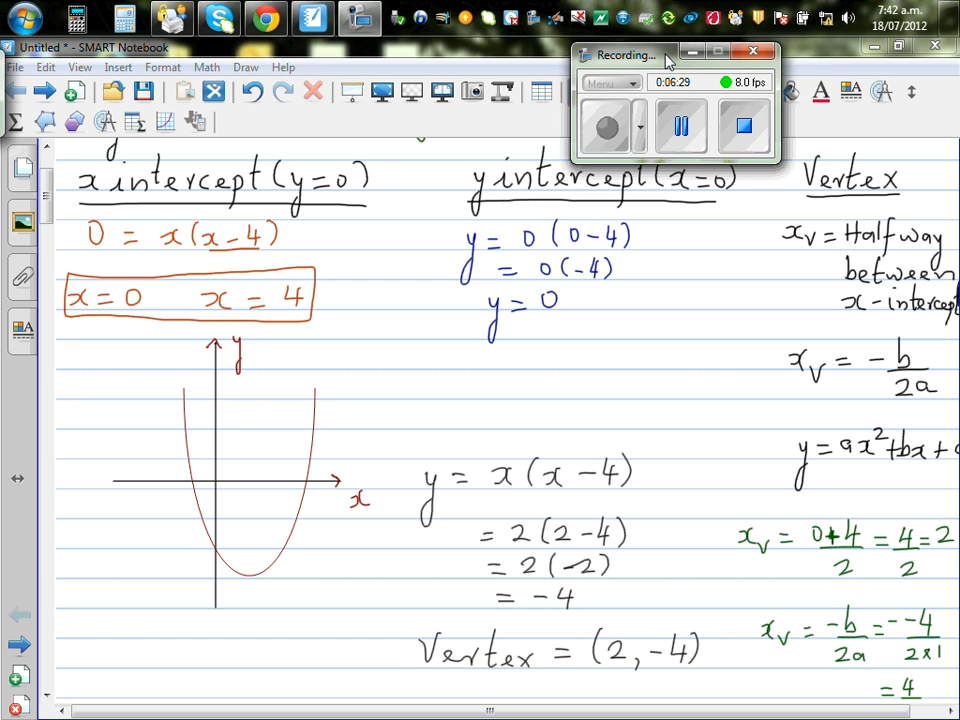 7:42 a.m.
18/07/2012
Untitled * - SMART Notebook
File Edit View Insert Format Math Draw Help
Recording...
Menu 0:06:29 8.0 fps
x intercept (y=0)
0 = x(x-4)
x=0 x = 4
y
x
y intercept (x=0)
y = 0 (0-4)
= 0(-4)
y = 0
y = x(x-4)
= 2(2-4)
= 2(-2)
= -4
Vertex = (2,-4)
Vertex
xv = Halfway
between
x-intercept
xv = -b
2a
y = ax²+bx+
xv = 0+4 = 4 = 2
2 2
xv = -b = --4
2a 2×1
= 4